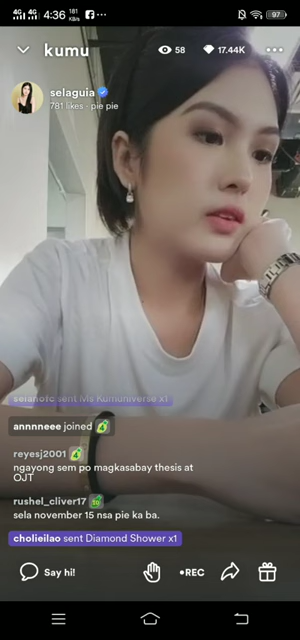 4G 4G 4:36 181 KB/s 97
kumu 58 17.44K
selaguia
781 likes · pie pie
selanofc sent Ms Kumuniverse x1
annnneee joined
reyesj2001
ngayong sem po magkasabay thesis at
OJT
rushel_cliver17
sela november 15 nsa pie ka ba.
cholieilao sent Diamond Shower x1
Say hi! •REC